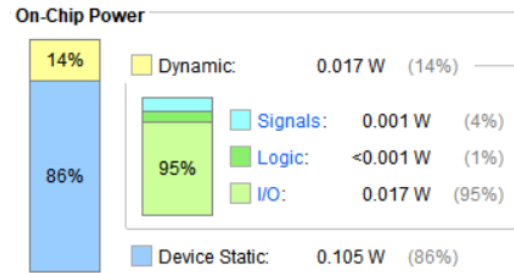 On-Chip Power
14%
Dynamic: 0.017 W (14%)
Signals: 0.001 W (4%)
95%
Logic: <0.001 W (1%)
86%
I/O: 0.017 W (95%)
Device Static: 0.105 W (86%)